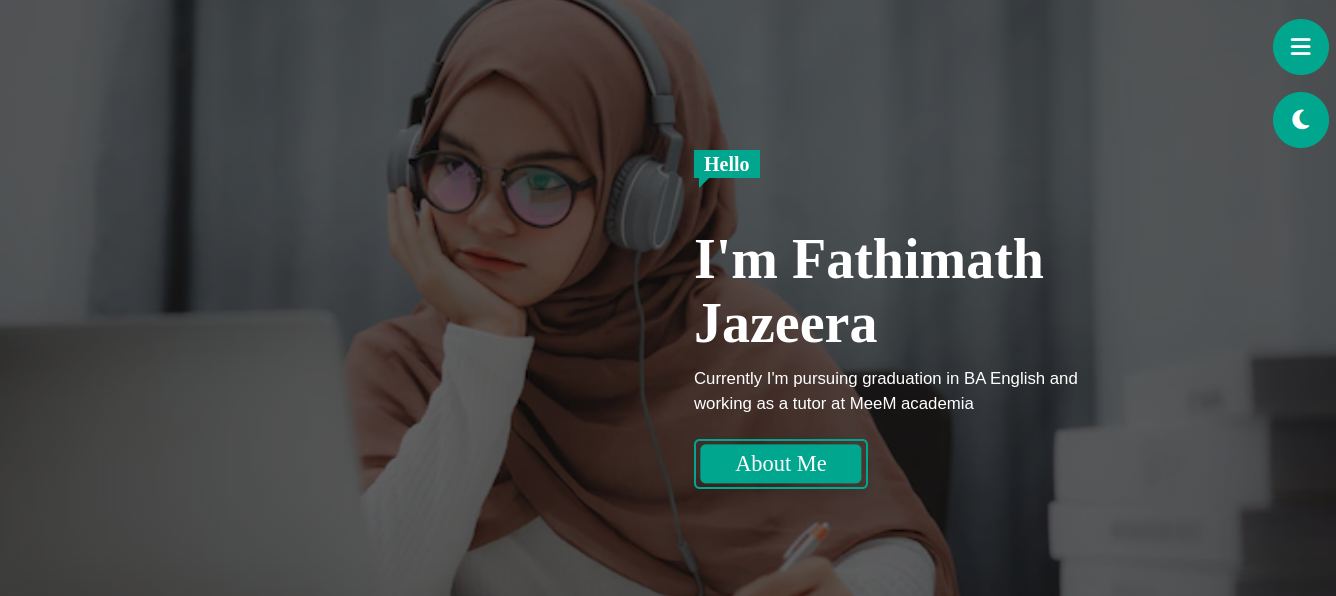 Hello
I'm Fathimath
Jazeera
Currently I'm pursuing graduation in BA English and
working as a tutor at MeeM academia
About Me